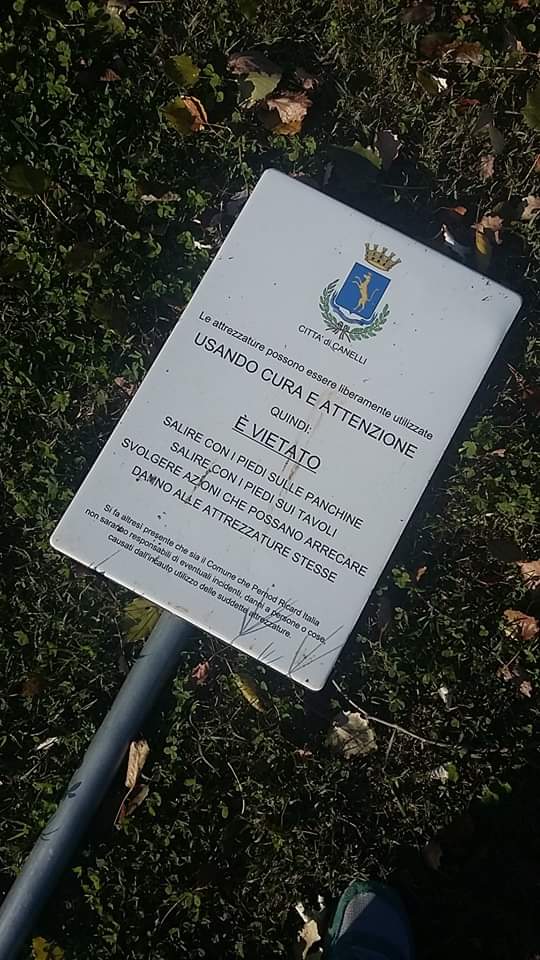 CITTA' di CANELLI
Le attrezzature possono essere liberamente utilizzate
USANDO CURA E ATTENZIONE
QUINDI:
È VIETATO
SALIRE CON I PIEDI SULLE PANCHINE
SALIRE CON I PIEDI SUI TAVOLI
SVOLGERE AZIONI CHE POSSANO ARRECARE
DANNO ALLE ATTREZZATURE STESSE
Si fa altresì presente che sia il Comune che Pernod Ricard Italia
non saranno responsabili di eventuali incidenti, danni a persone o cose,
causati dall'incauto utilizzo delle suddette attrezzature.